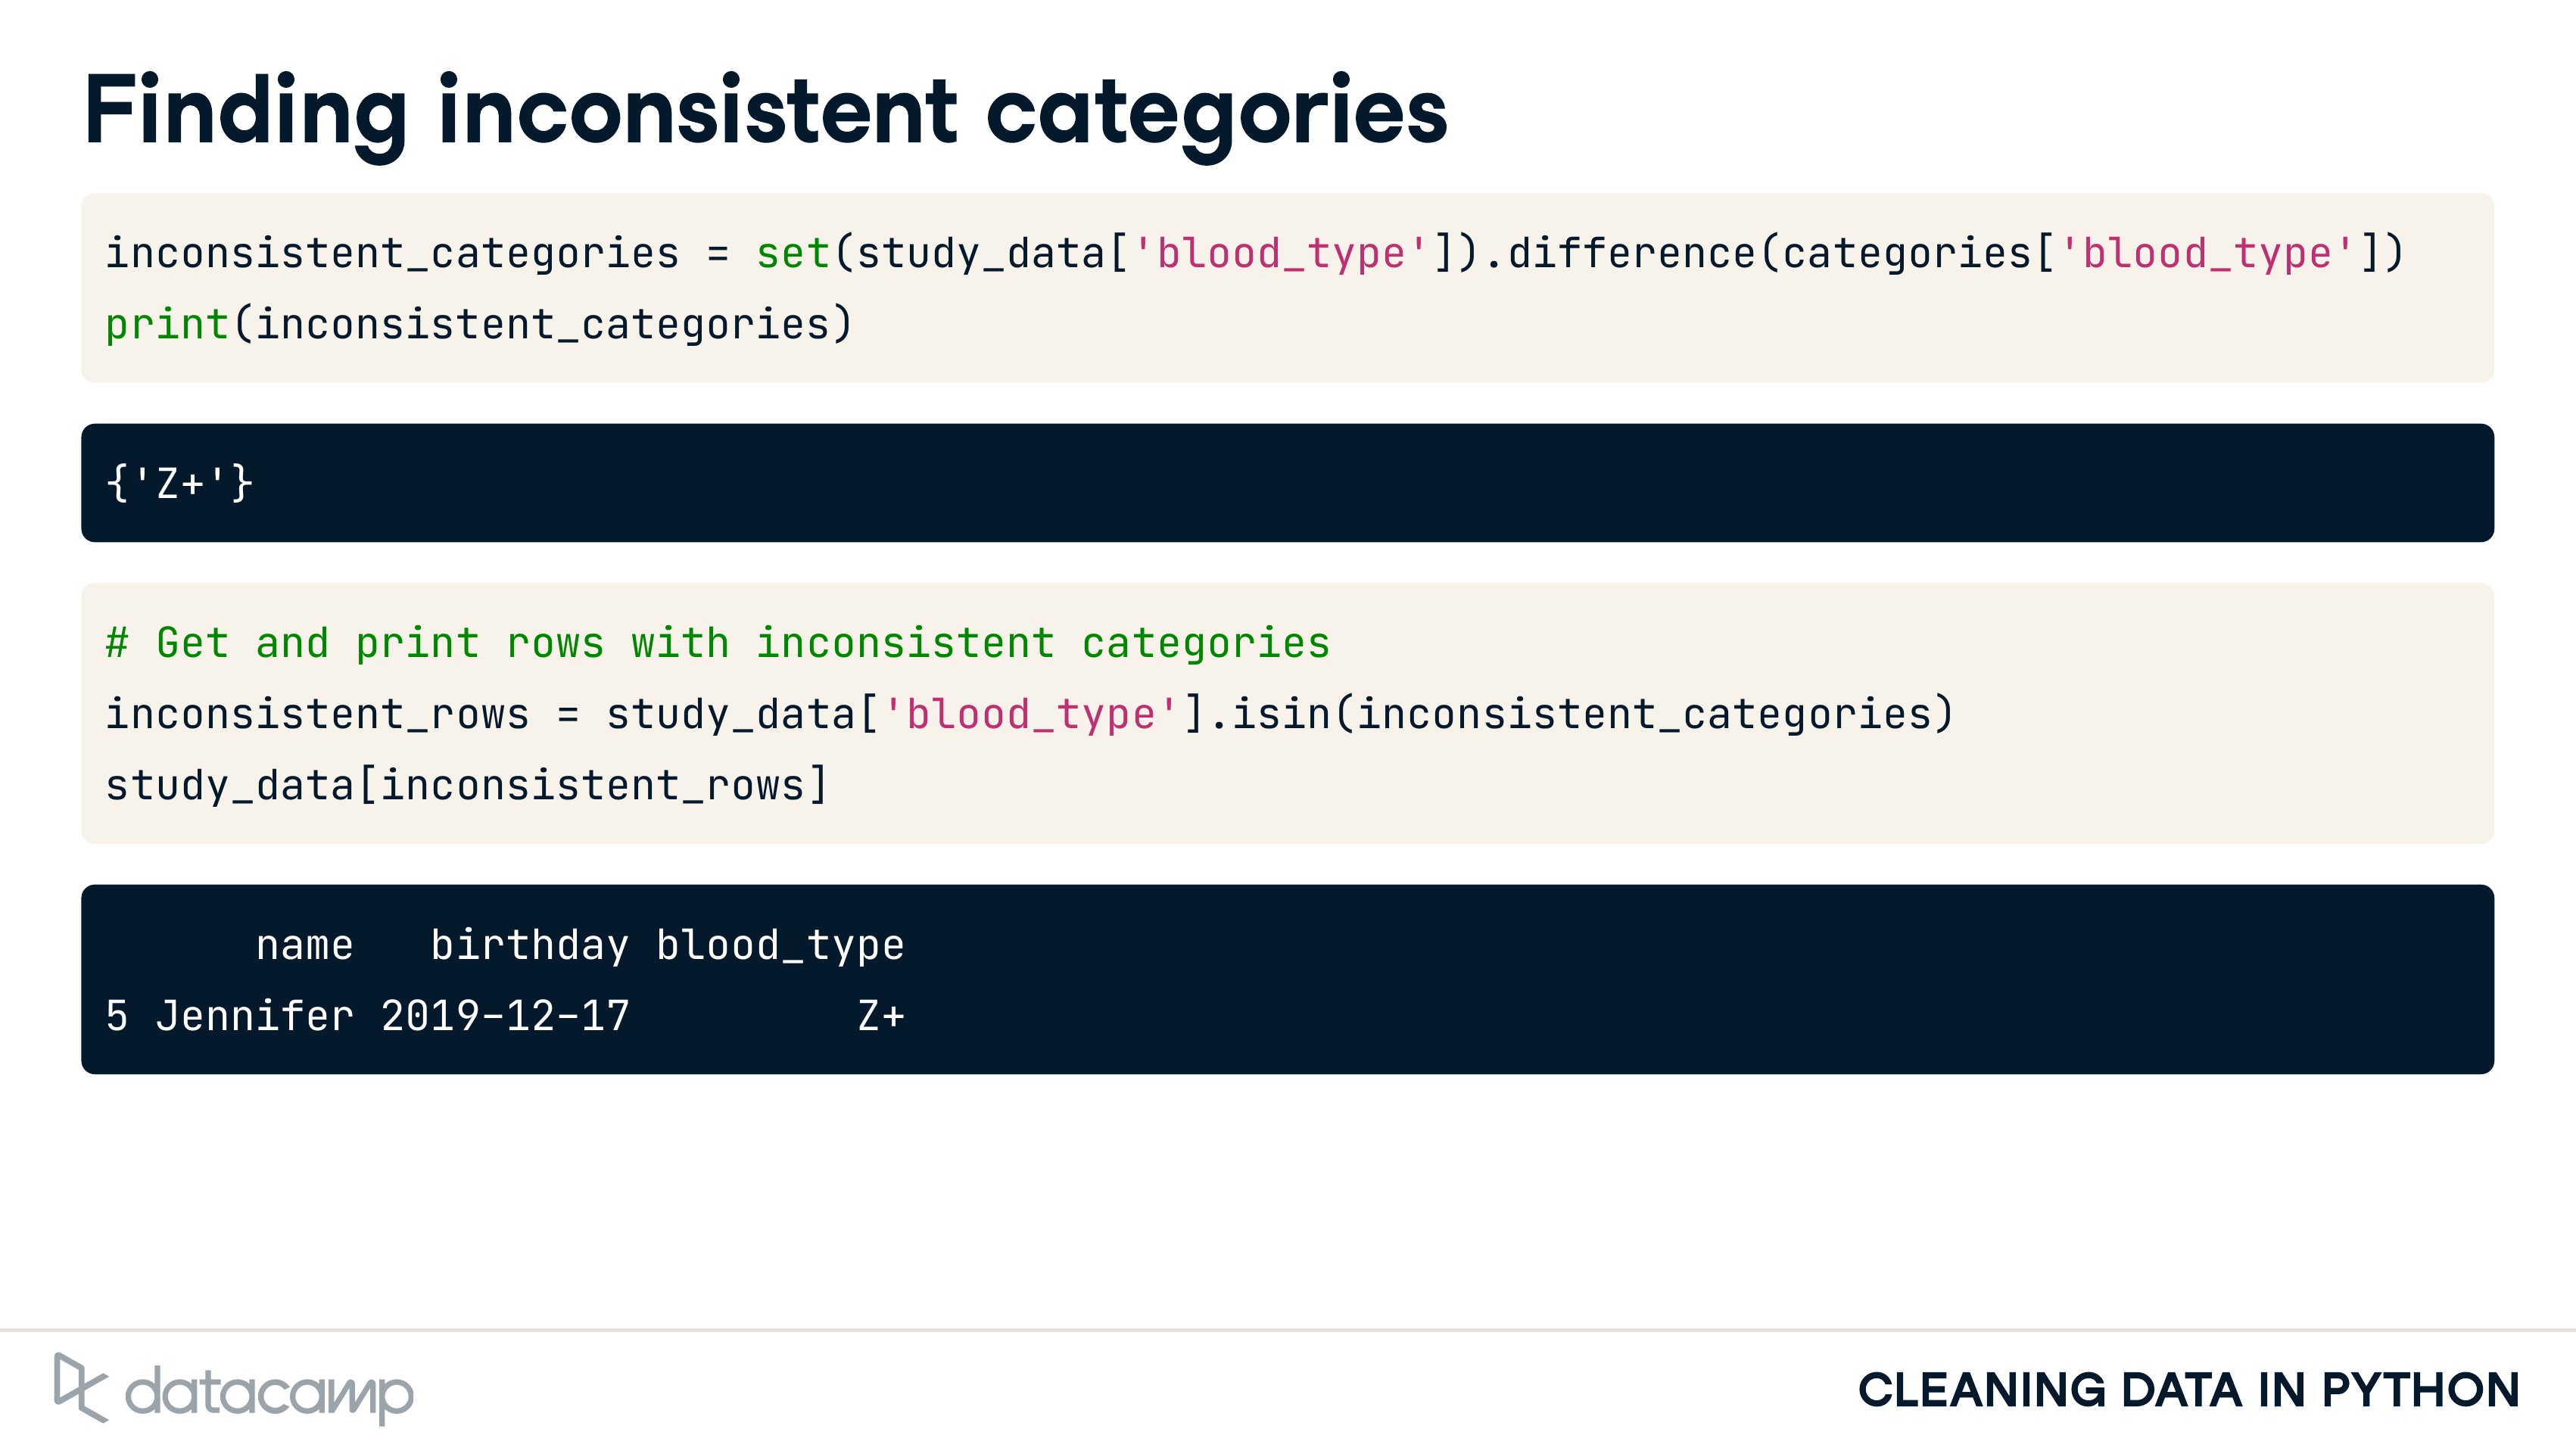 Finding inconsistent categories
inconsistent_categories = set(study_data['blood_type']).difference(categories['blood_type'])
print(inconsistent_categories)
{'Z+'}
# Get and print rows with inconsistent categories
inconsistent_rows = study_data['blood_type'].isin(inconsistent_categories)
study_data[inconsistent_rows]
      name   birthday blood_type
5 Jennifer 2019-12-17         Z+
datacamp
CLEANING DATA IN PYTHON